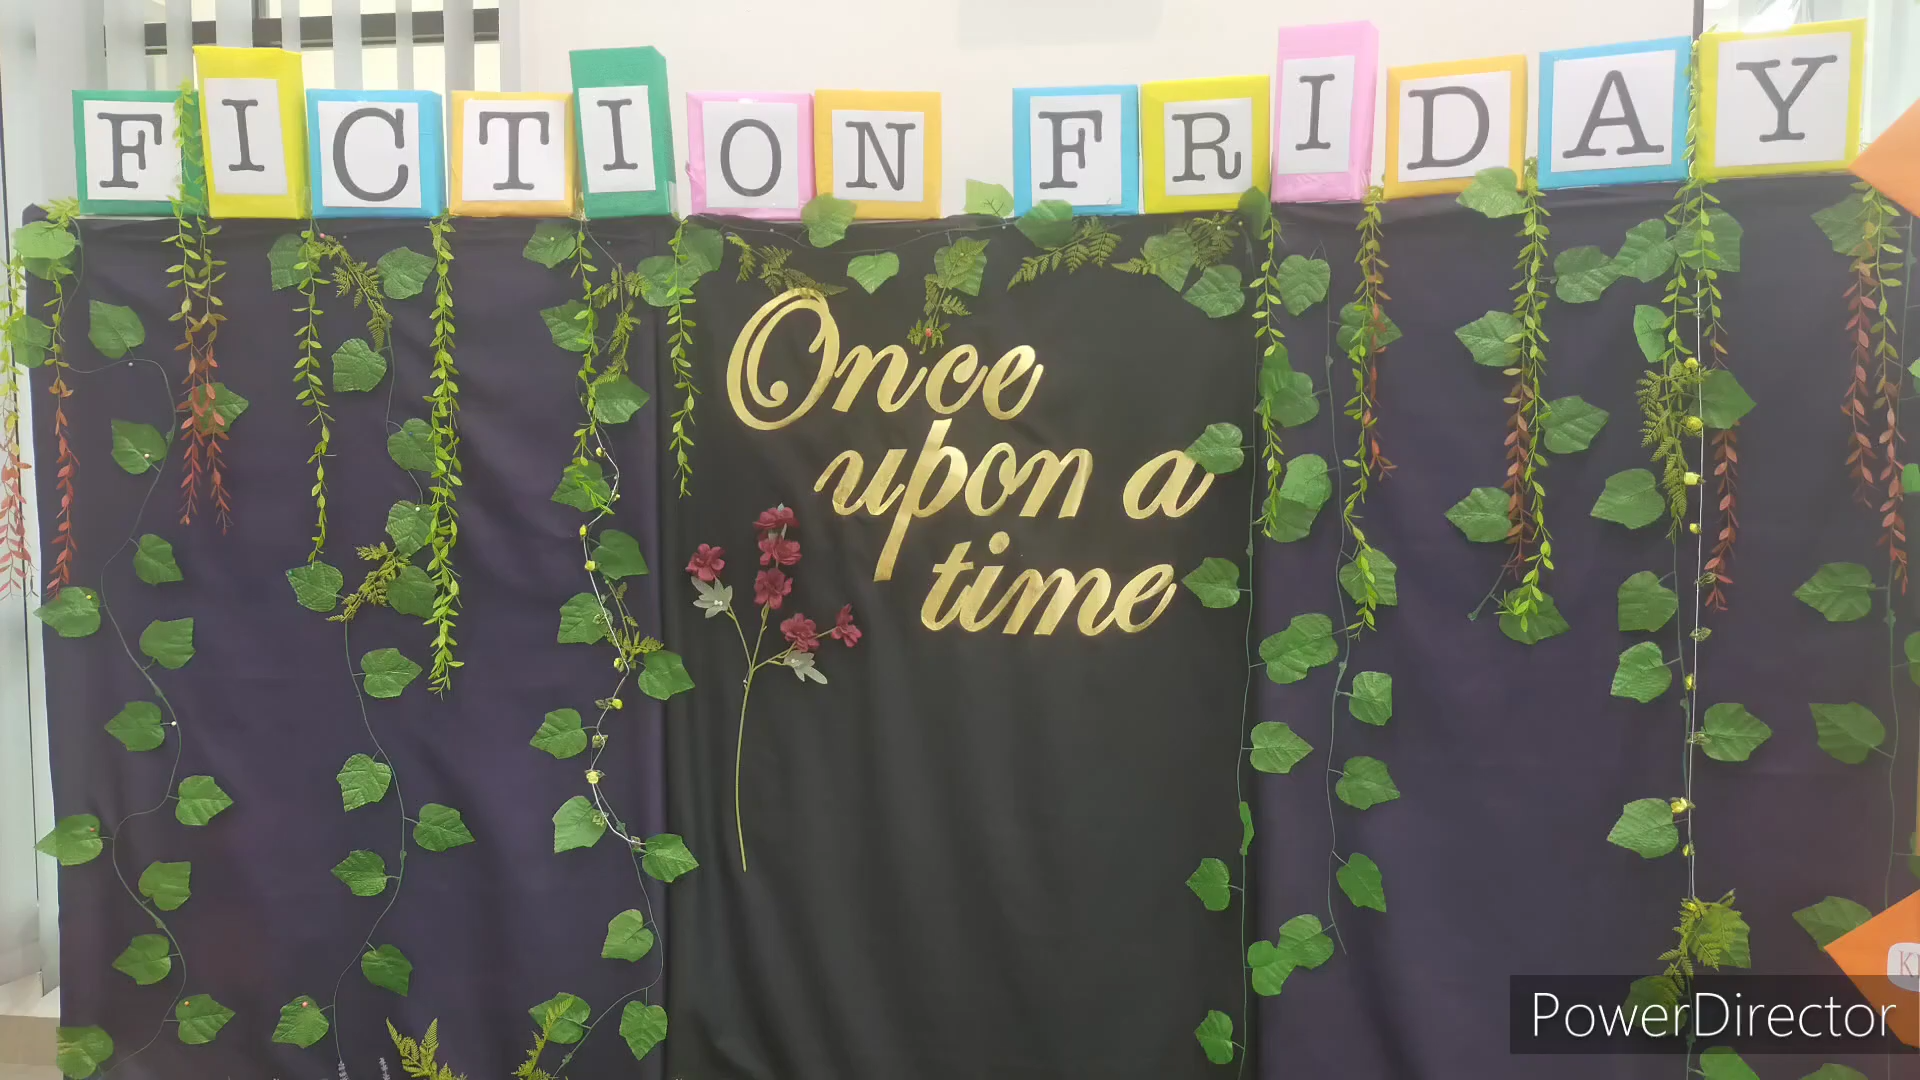 FICTION FRIDAY
Once
upon a
time
PowerDirector